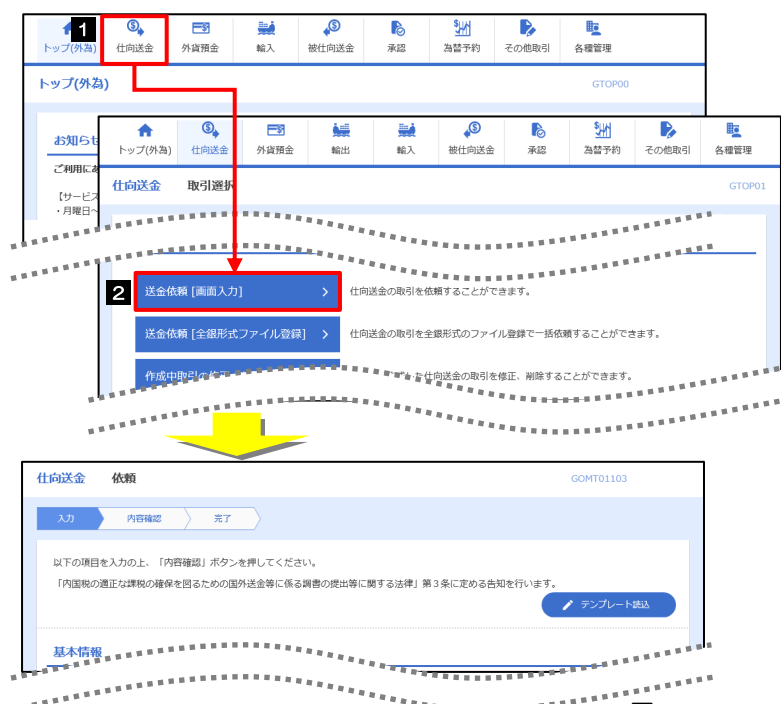 1
トップ(外為) 仕向送金 外貨預金 輸入 被仕向送金 承認 為替予約 その他取引 各種管理
トップ(外為) GTOP00
お知らせ
ご利用にあ
【サービス
・月曜日～
トップ(外為) 仕向送金 外貨預金 輸出 輸入 被仕向送金 承認 為替予約 その他取引 各種管理
仕向送金 取引選択 GTOP01
2
送金依頼 [画面入力] 仕向送金の取引を依頼することができます。
送金依頼 [全銀形式ファイル登録] 仕向送金の取引を全銀形式のファイル登録で一括依頼することができます。
作成中取引の 仕向送金の取引を修正、削除することができます。
仕向送金 依頼 GOMT01103
入力 内容確認 完了
以下の項目を入力の上、「内容確認」ボタンを押してください。
「内国税の適正な課税の確保を図るための国外送金等に係る調書の提出等に関する法律」第３条に定める告知を行います。
テンプレート読込
基本情報